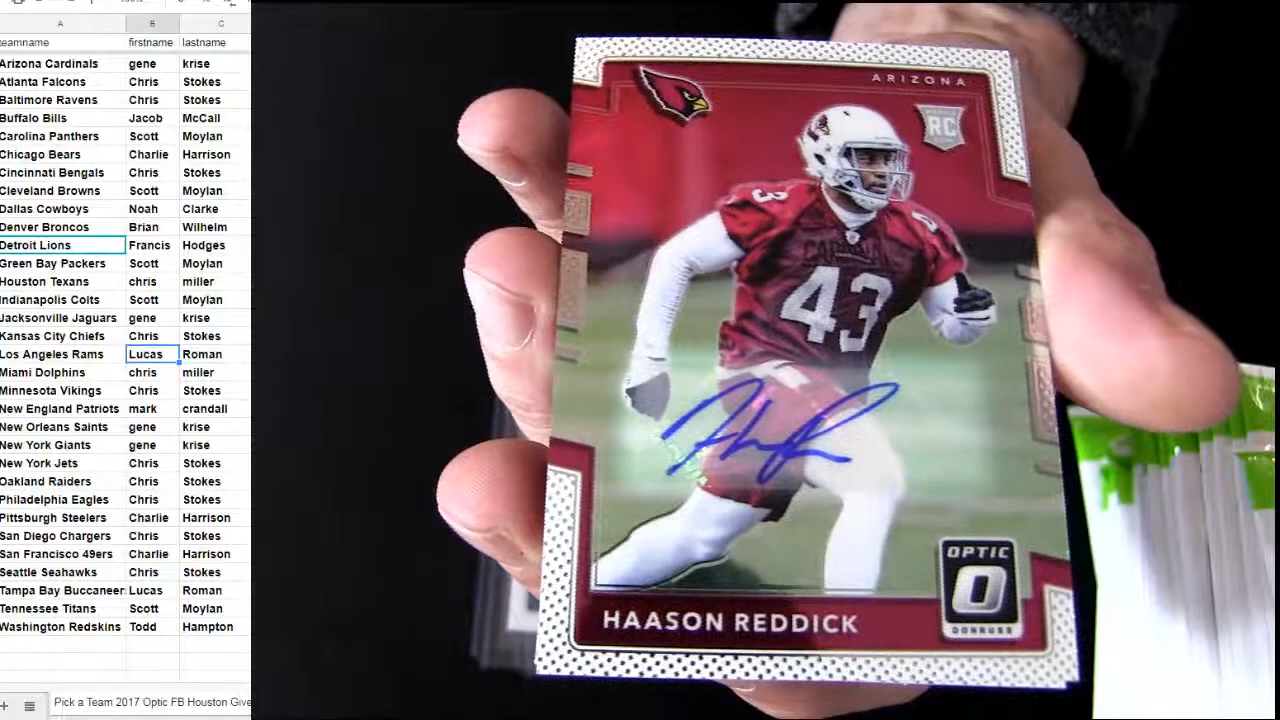 A B C
teamname firstname lastname
Arizona Cardinals gene krise
Atlanta Falcons Chris Stokes
Baltimore Ravens Chris Stokes
Buffalo Bills Jacob McCall
Carolina Panthers Scott Moylan
Chicago Bears Charlie Harrison
Cincinnati Bengals Chris Stokes
Cleveland Browns Scott Moylan
Dallas Cowboys Noah Clarke
Denver Broncos Brian Wilhelm
Detroit Lions Francis Hodges
Green Bay Packers Scott Moylan
Houston Texans chris miller
Indianapolis Colts Scott Moylan
Jacksonville Jaguars gene krise
Kansas City Chiefs Chris Stokes
Los Angeles Rams Lucas Roman
Miami Dolphins chris miller
Minnesota Vikings Chris Stokes
New England Patriots mark crandall
New Orleans Saints gene krise
New York Giants gene krise
New York Jets Chris Stokes
Oakland Raiders Chris Stokes
Philadelphia Eagles Chris Stokes
Pittsburgh Steelers Charlie Harrison
San Diego Chargers Chris Stokes
San Francisco 49ers Charlie Harrison
Seattle Seahawks Chris Stokes
Tampa Bay Buccaneer Lucas Roman
Tennessee Titans Scott Moylan
Washington Redskins Todd Hampton
Pick a Team 2017 Optic FB Houston Give
ARIZONA
RC
43
OPTIC
DONRUSS
HAASON REDDICK